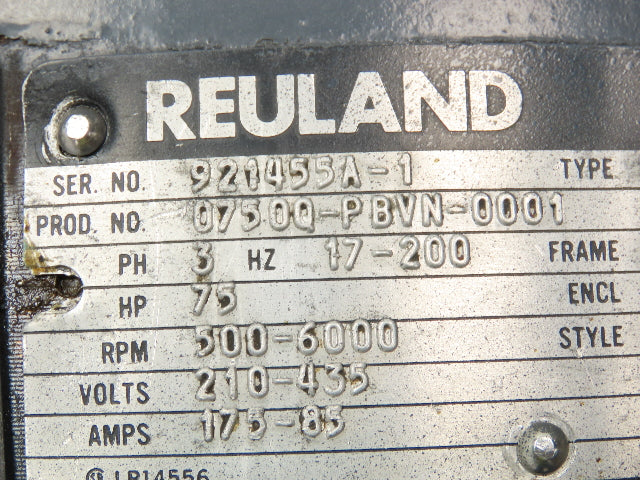 REULAND
SER. NO. 921455A-1 TYPE
PROD. NO. 0750Q-PBVN-0001
PH 3 HZ 17-200 FRAME
HP 75 ENCL
RPM 500-6000 STYLE
VOLTS 210-435
AMPS 175-85
LR14556